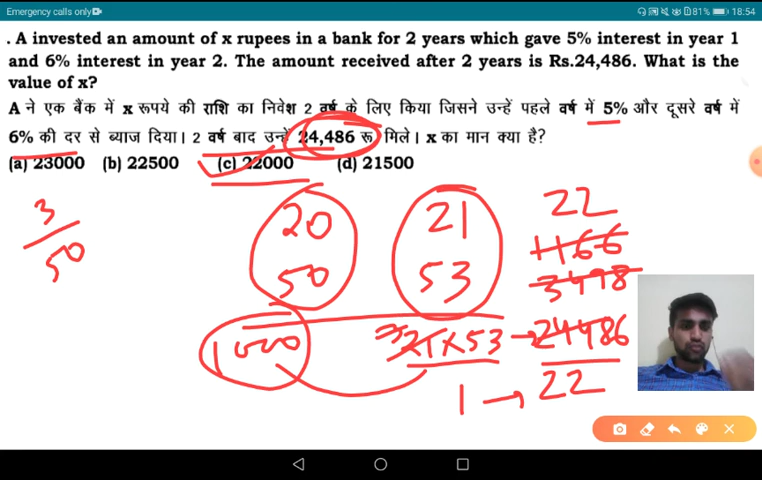 Emergency calls only
81% 18:54
. A invested an amount of x rupees in a bank for 2 years which gave 5% interest in year 1
and 6% interest in year 2. The amount received after 2 years is Rs.24,486. What is the
value of x?
A ने एक बैंक में x रूपये की राशि का निवेश 2 वर्ष के लिए किया जिसने उन्हें पहले वर्ष में 5% और दूसरे वर्ष में
6% की दर से ब्याज दिया। 2 वर्ष बाद उन्हें 24,486 रू मिले। x का मान क्या है?
(a) 23000 (b) 22500 (c) 22000 (d) 21500
3
50
20 21 22
50 53 1166
3498
1000 21x53 → 24486
1 → 22